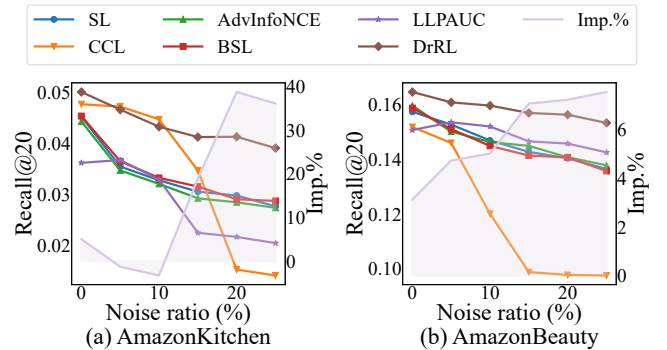 SL AdvInfoNCE LLPAUC Imp.%
CCL BSL DrRL
0.05
0.04
0.03
0.02
Recall@20
40
30
20
10
0
Imp.%
0 10 20
Noise ratio (%)
(a) AmazonKitchen
0.16
0.14
0.12
0.10
Recall@20
6
4
2
0
Imp.%
0 10 20
Noise ratio (%)
(b) AmazonBeauty